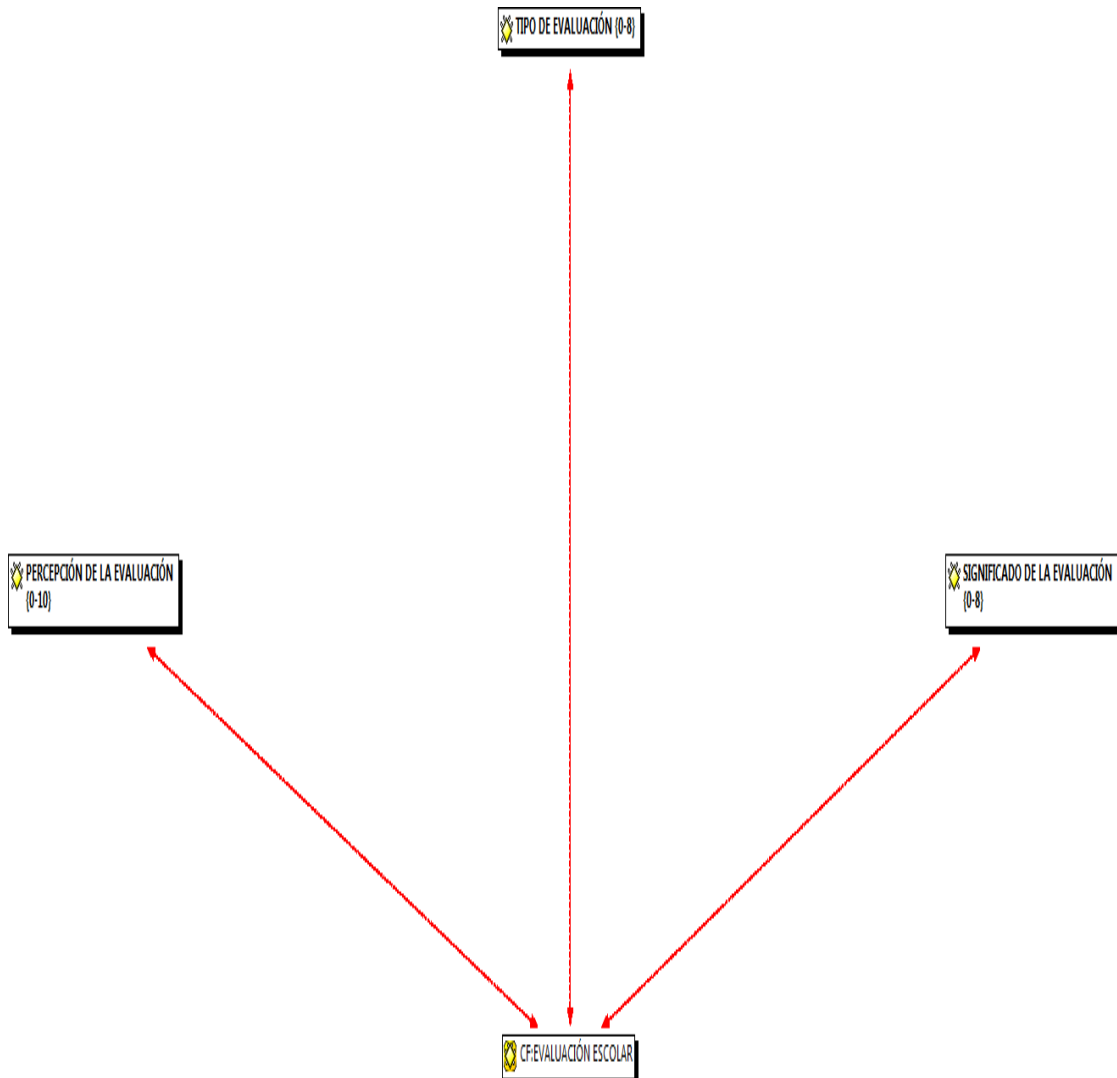 TIPO DE EVALUACIÓN {0-8}
PERCEPCIÓN DE LA EVALUACIÓN
{0-10}
SIGNIFICADO DE LA EVALUACIÓN
{0-8}
CF:EVALUACIÓN ESCOLAR